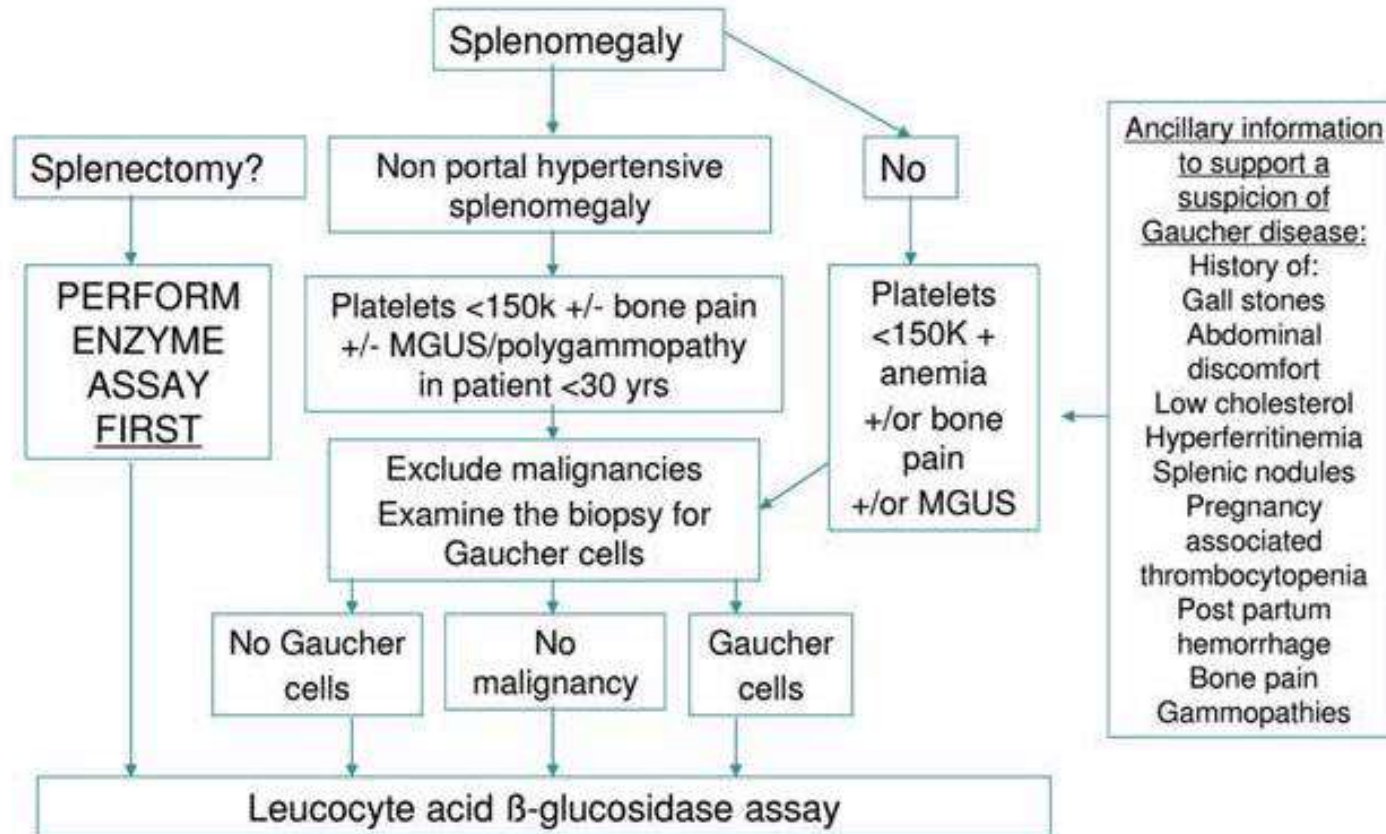 Splenomegaly
Splenectomy?
Non portal hypertensive
splenomegaly
No
PERFORM
ENZYME
ASSAY
FIRST
Platelets <150k +/- bone pain
+/- MGUS/polygammopathy
in patient <30 yrs
Platelets
<150K +
anemia
+/or bone
pain
+/or MGUS
Ancillary information
to support a
suspicion of
Gaucher disease:
History of:
Gall stones
Abdominal
discomfort
Low cholesterol
Hyperferritinemia
Splenic nodules
Pregnancy
associated
thrombocytopenia
Post partum
hemorrhage
Bone pain
Gammopathies
Exclude malignancies
Examine the biopsy for
Gaucher cells
No Gaucher
cells
No
malignancy
Gaucher
cells
Leucocyte acid ß-glucosidase assay